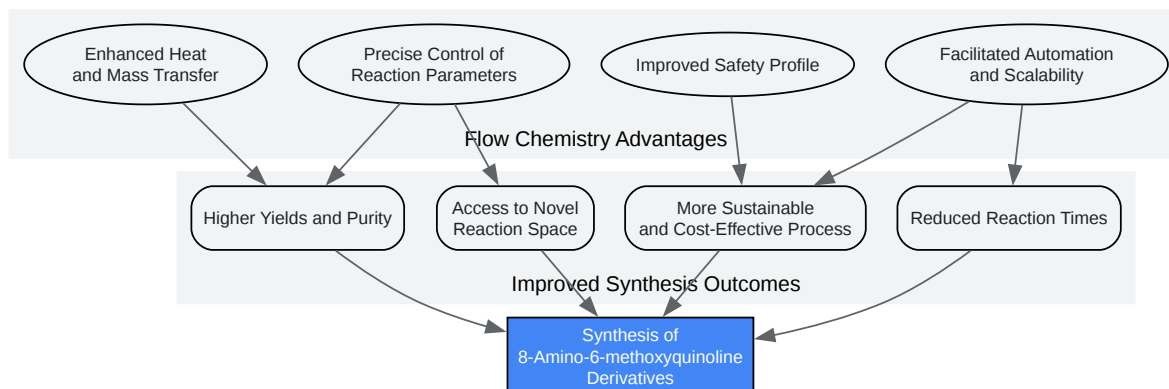 Enhanced Heat
and Mass Transfer
Precise Control of
Reaction Parameters
Improved Safety Profile
Facilitated Automation
and Scalability
Flow Chemistry Advantages
Higher Yields and Purity
Access to Novel
Reaction Space
More Sustainable
and Cost-Effective Process
Reduced Reaction Times
Improved Synthesis Outcomes
Synthesis of
8-Amino-6-methoxyquinoline
Derivatives